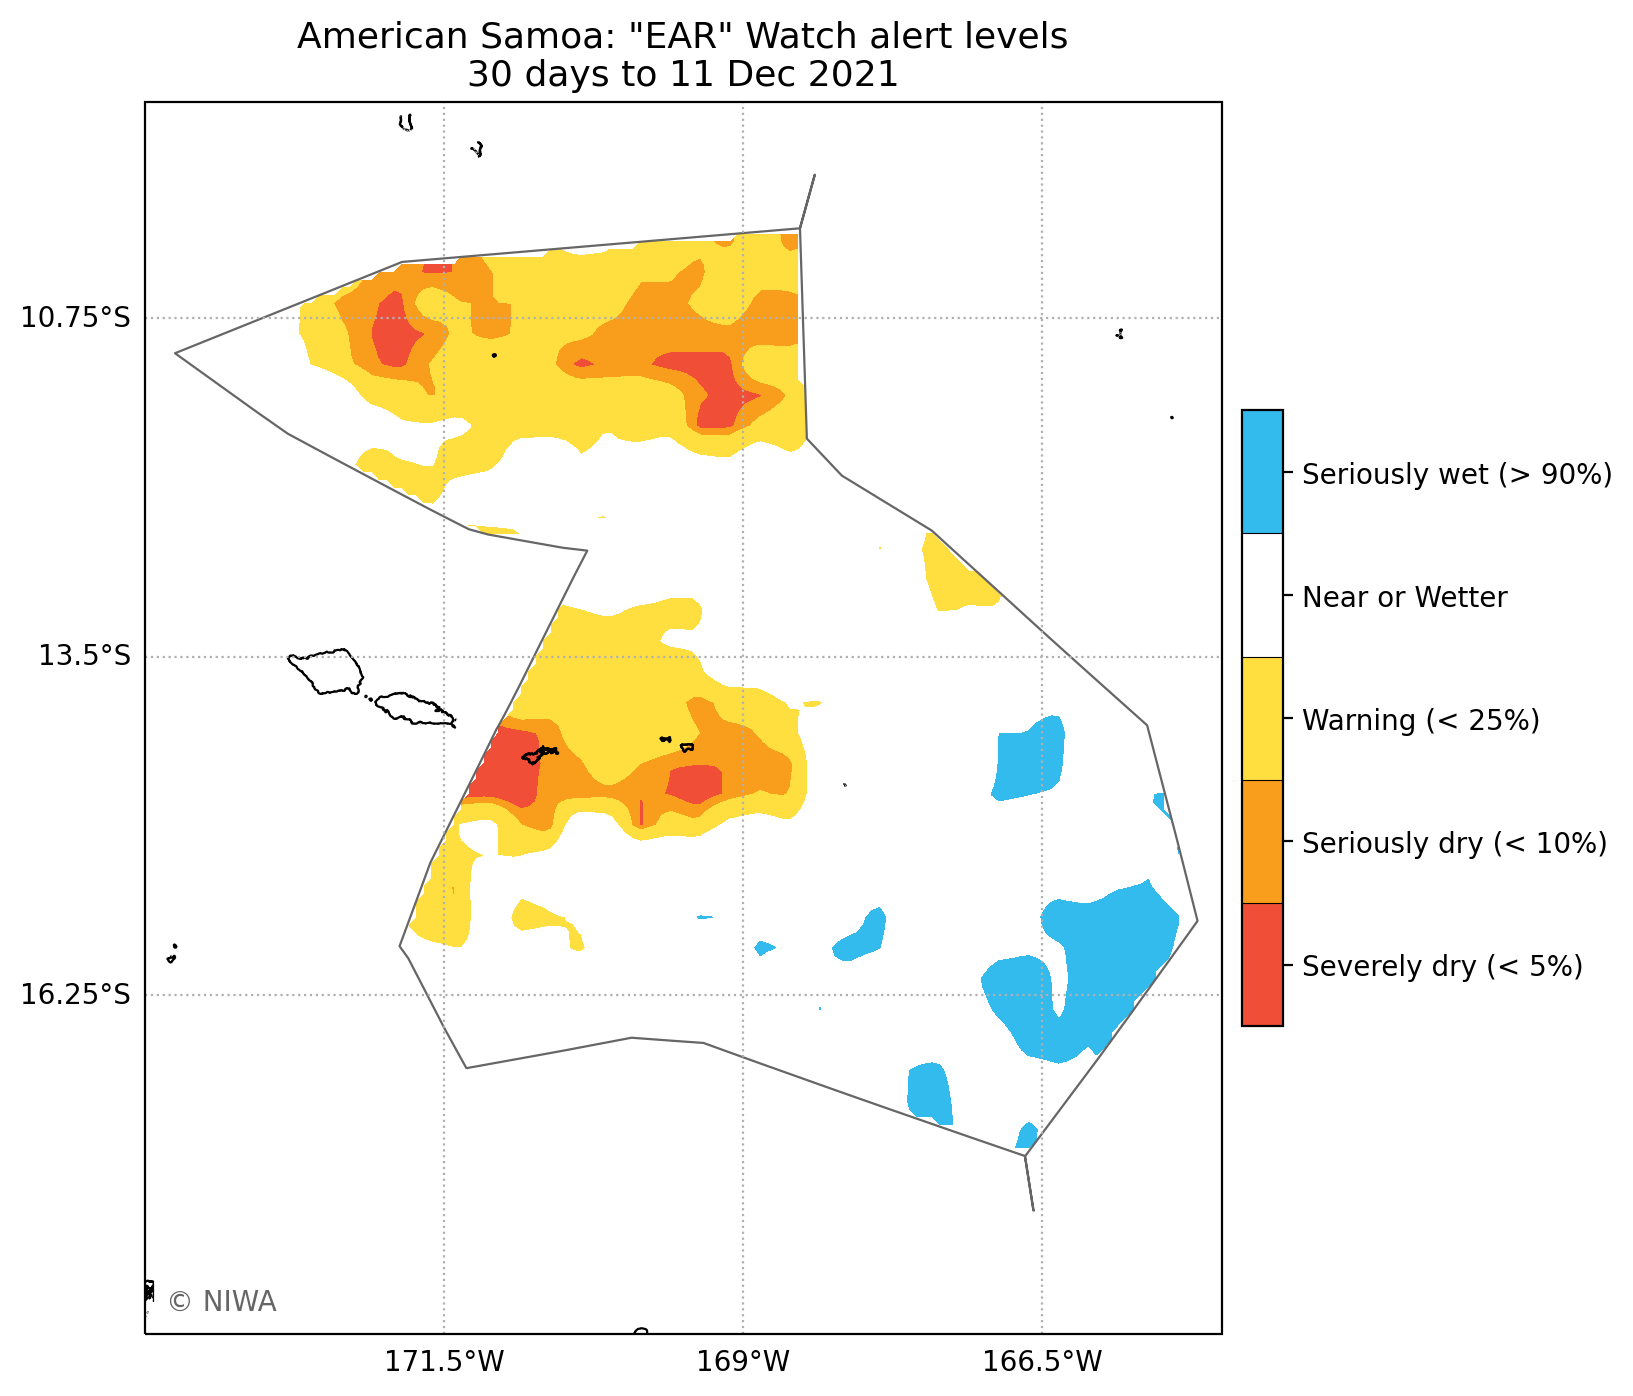 American Samoa: "EAR" Watch alert levels
30 days to 11 Dec 2021
10.75°S
13.5°S
16.25°S
171.5°W
169°W
166.5°W
© NIWA
Seriously wet (> 90%)
Near or Wetter
Warning (< 25%)
Seriously dry (< 10%)
Severely dry (< 5%)